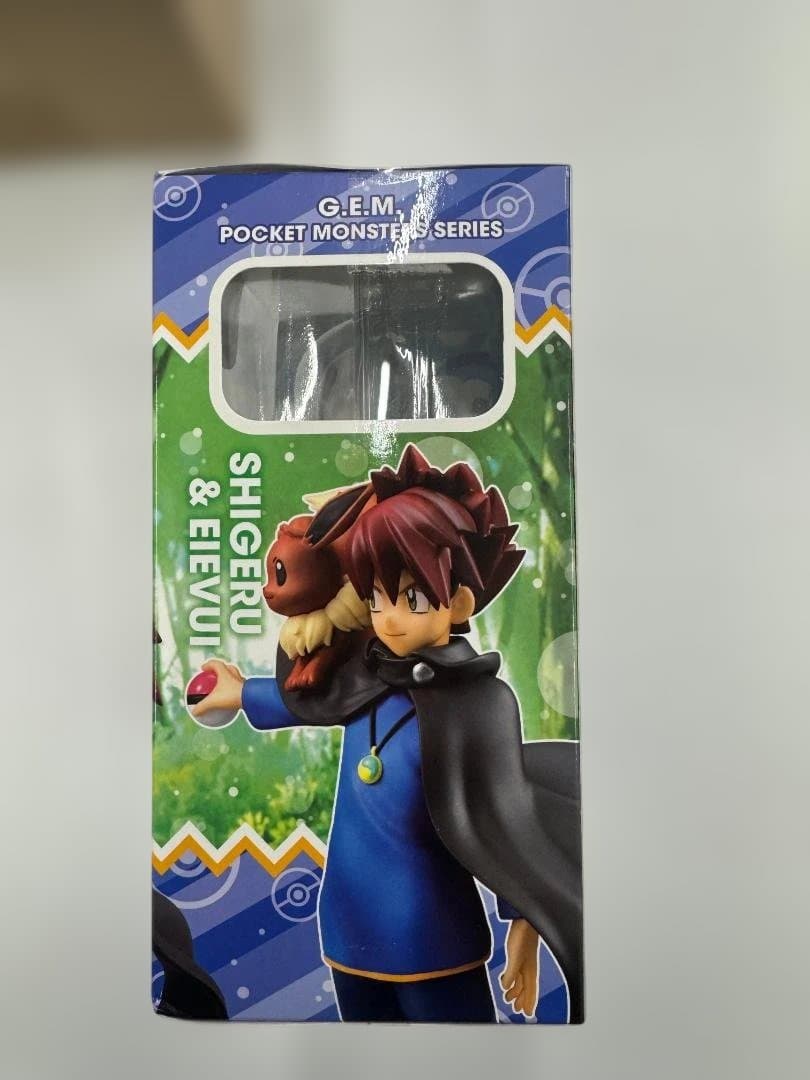 G.E.M.
POCKET MONSTERS SERIES
SHIGERU
& EIEVUI